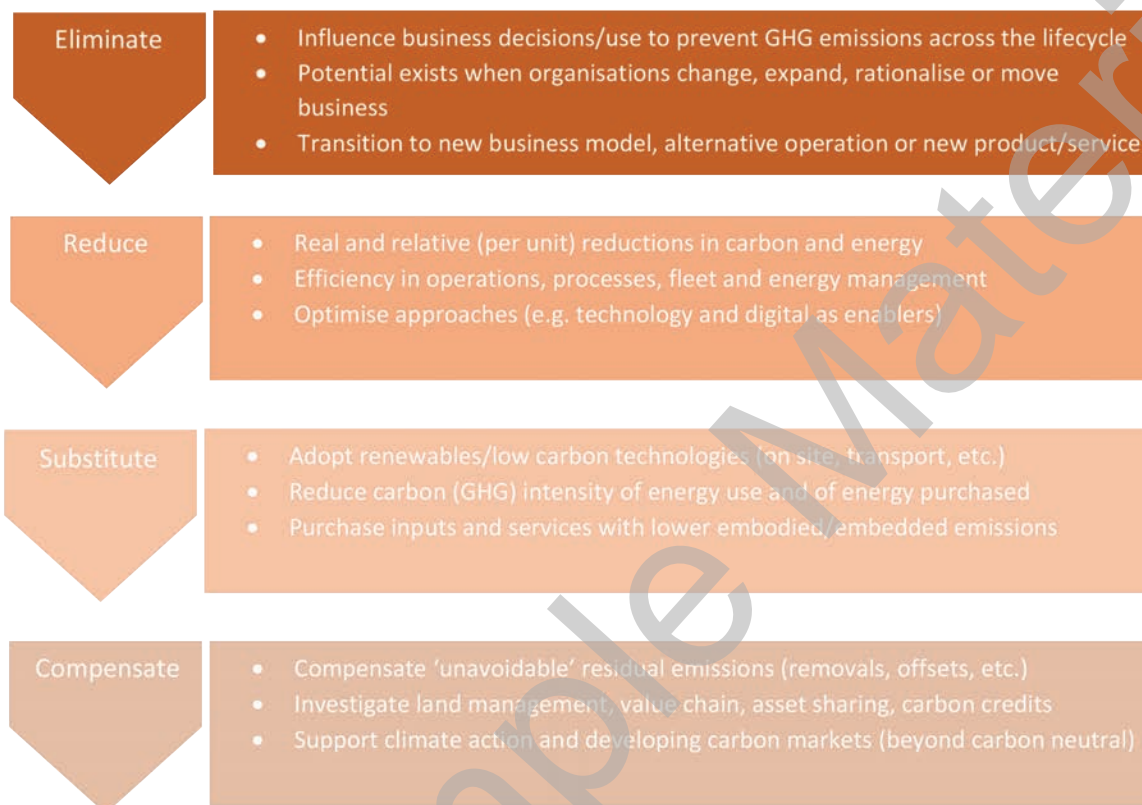 Eliminate
• Influence business decisions/use to prevent GHG emissions across the lifecycle
• Potential exists when organisations change, expand, rationalise or move
business
• Transition to new business model, alternative operation or new product/service
Reduce
• Real and relative (per unit) reductions in carbon and energy
• Efficiency in operations, processes, fleet and energy management
• Optimise approaches (e.g. technology and digital as enablers)
Substitute
• Adopt renewables/low carbon technologies (on site, transport, etc.)
• Reduce carbon (GHG) intensity of energy use and of energy purchased
• Purchase inputs and services with lower embodied/embedded emissions
Compensate
• Compensate ‘unavoidable’ residual emissions (removals, offsets, etc.)
• Investigate land management, value chain, asset sharing, carbon credits
• Support climate action and developing carbon markets (beyond carbon neutral)
ple Mater